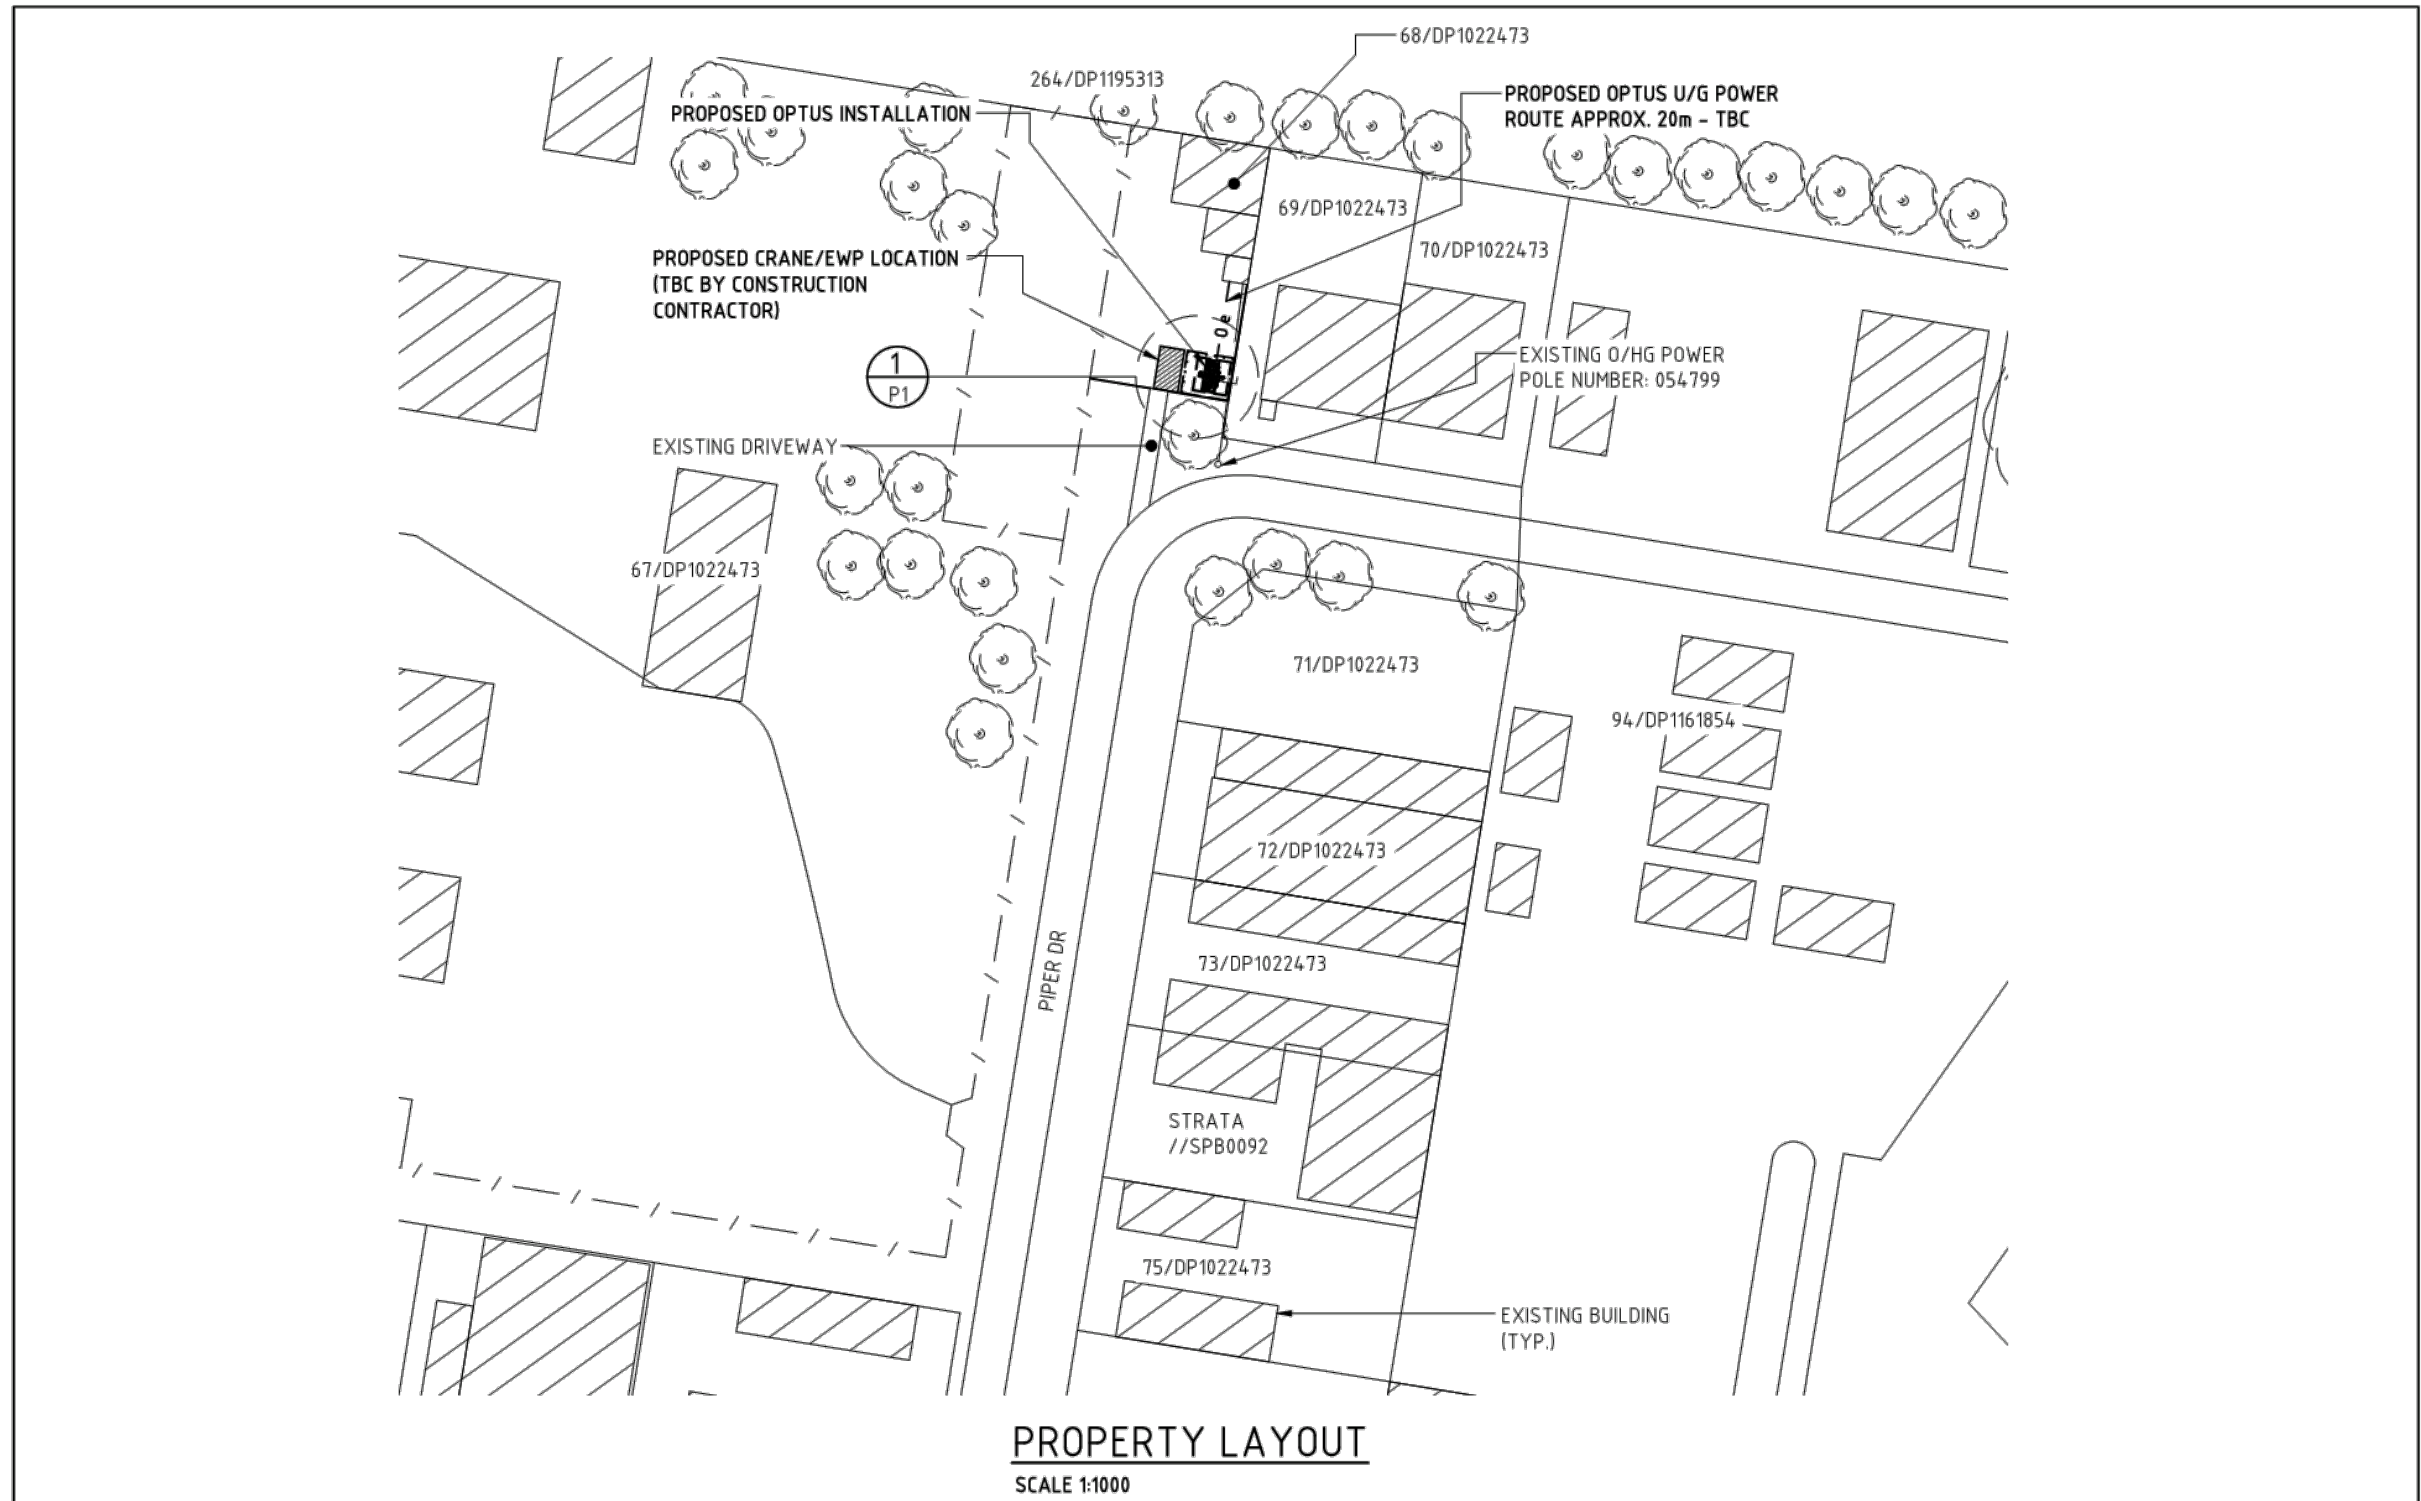 68/DP1022473
264/DP1195313
PROPOSED OPTUS INSTALLATION
PROPOSED OPTUS U/G POWER
ROUTE APPROX. 20m - TBC
69/DP1022473
70/DP1022473
PROPOSED CRANE/EWP LOCATION
(TBC BY CONSTRUCTION
CONTRACTOR)
O e
1
P1
EXISTING O/HG POWER
POLE NUMBER: 054799
EXISTING DRIVEWAY
67/DP1022473
71/DP1022473
94/DP1161854
72/DP1022473
PIPER DR
73/DP1022473
STRATA
//SPB0092
75/DP1022473
EXISTING BUILDING
(TYP.)
PROPERTY LAYOUT
SCALE 1:1000